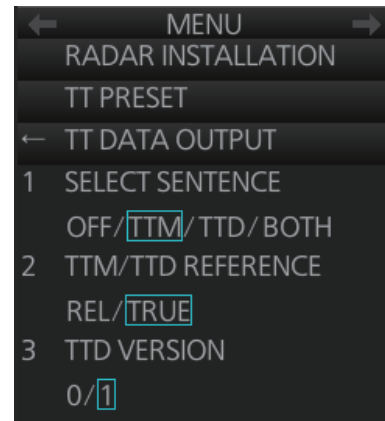 MENU
RADAR INSTALLATION
TT PRESET
← TT DATA OUTPUT
1 SELECT SENTENCE
OFF/TTM/TTD/BOTH
2 TTM/TTD REFERENCE
REL/TRUE
3 TTD VERSION
0/1